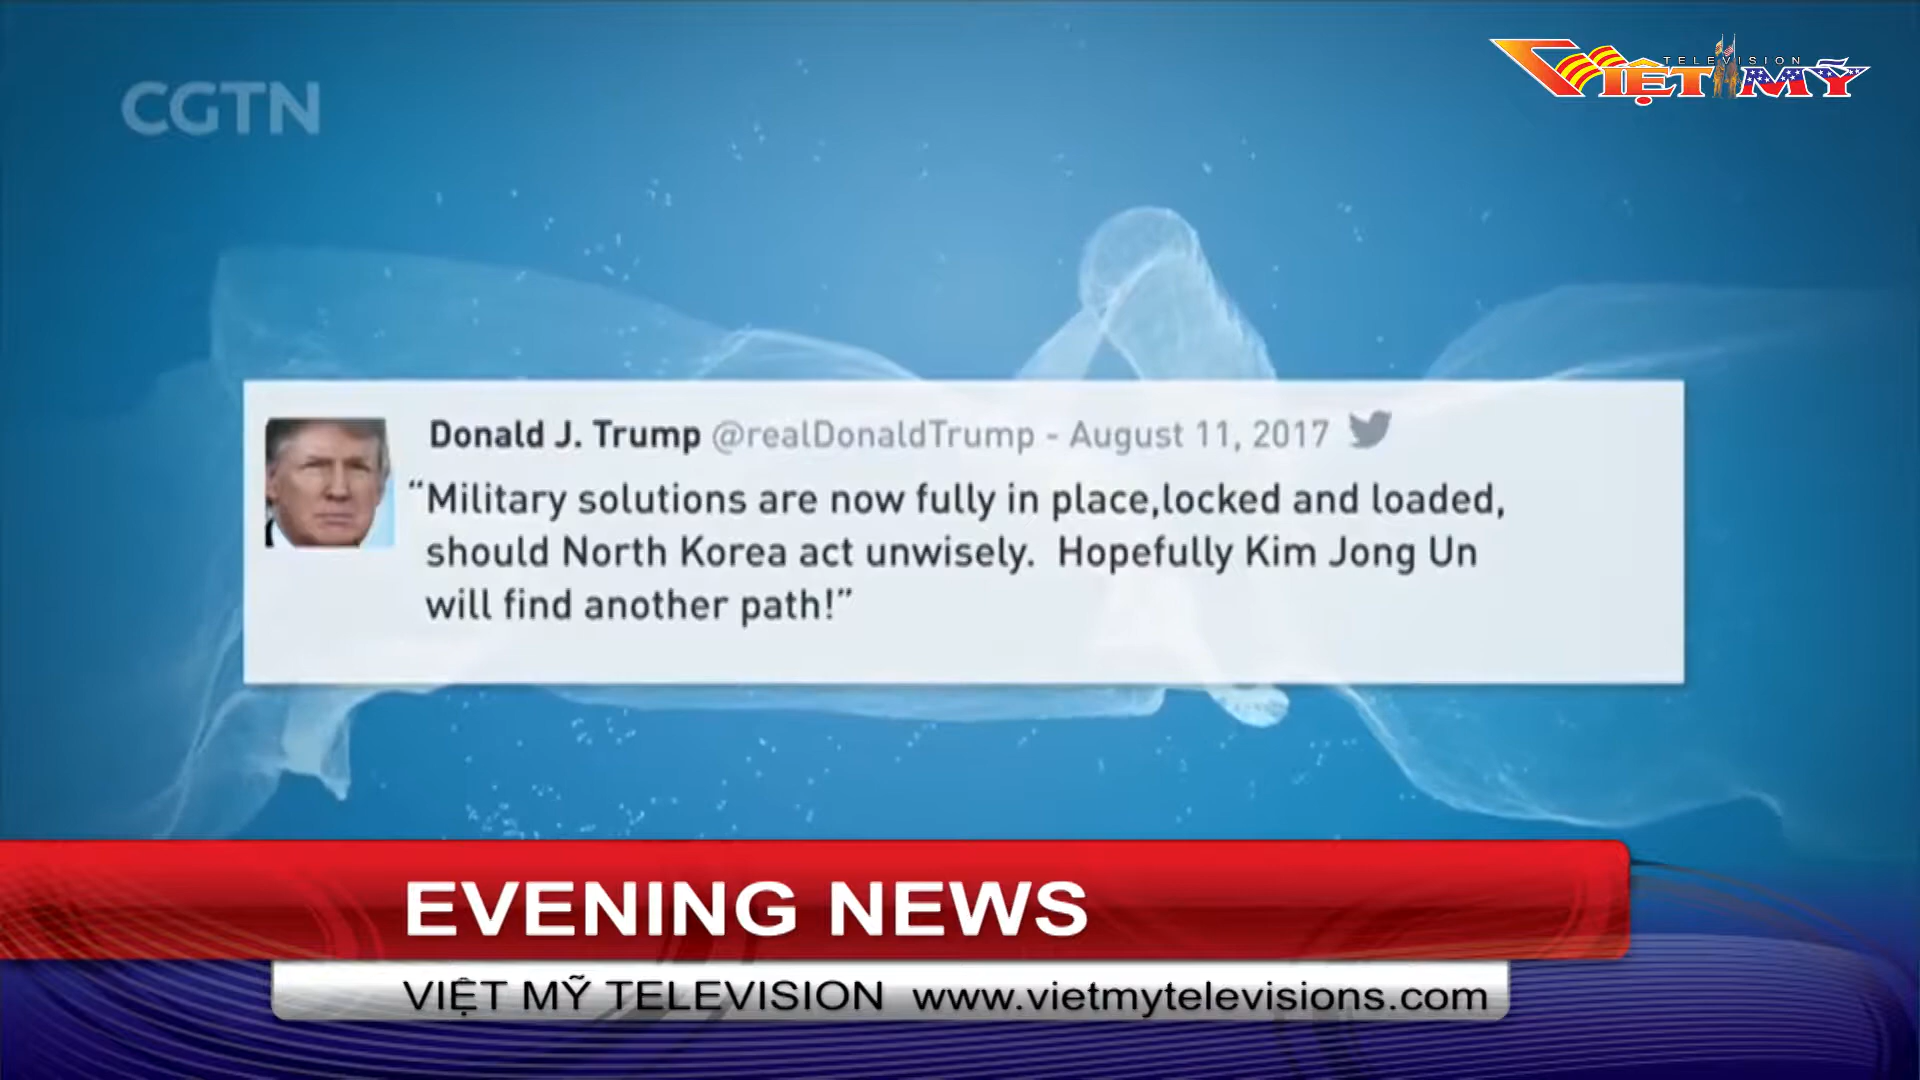 CGTN
TELEVISION
VIỆT MỸ
Donald J. Trump @realDonaldTrump - August 11, 2017
“Military solutions are now fully in place,locked and loaded,
should North Korea act unwisely. Hopefully Kim Jong Un
will find another path!”
EVENING NEWS
VIỆT MỸ TELEVISION www.vietmytelevisions.com